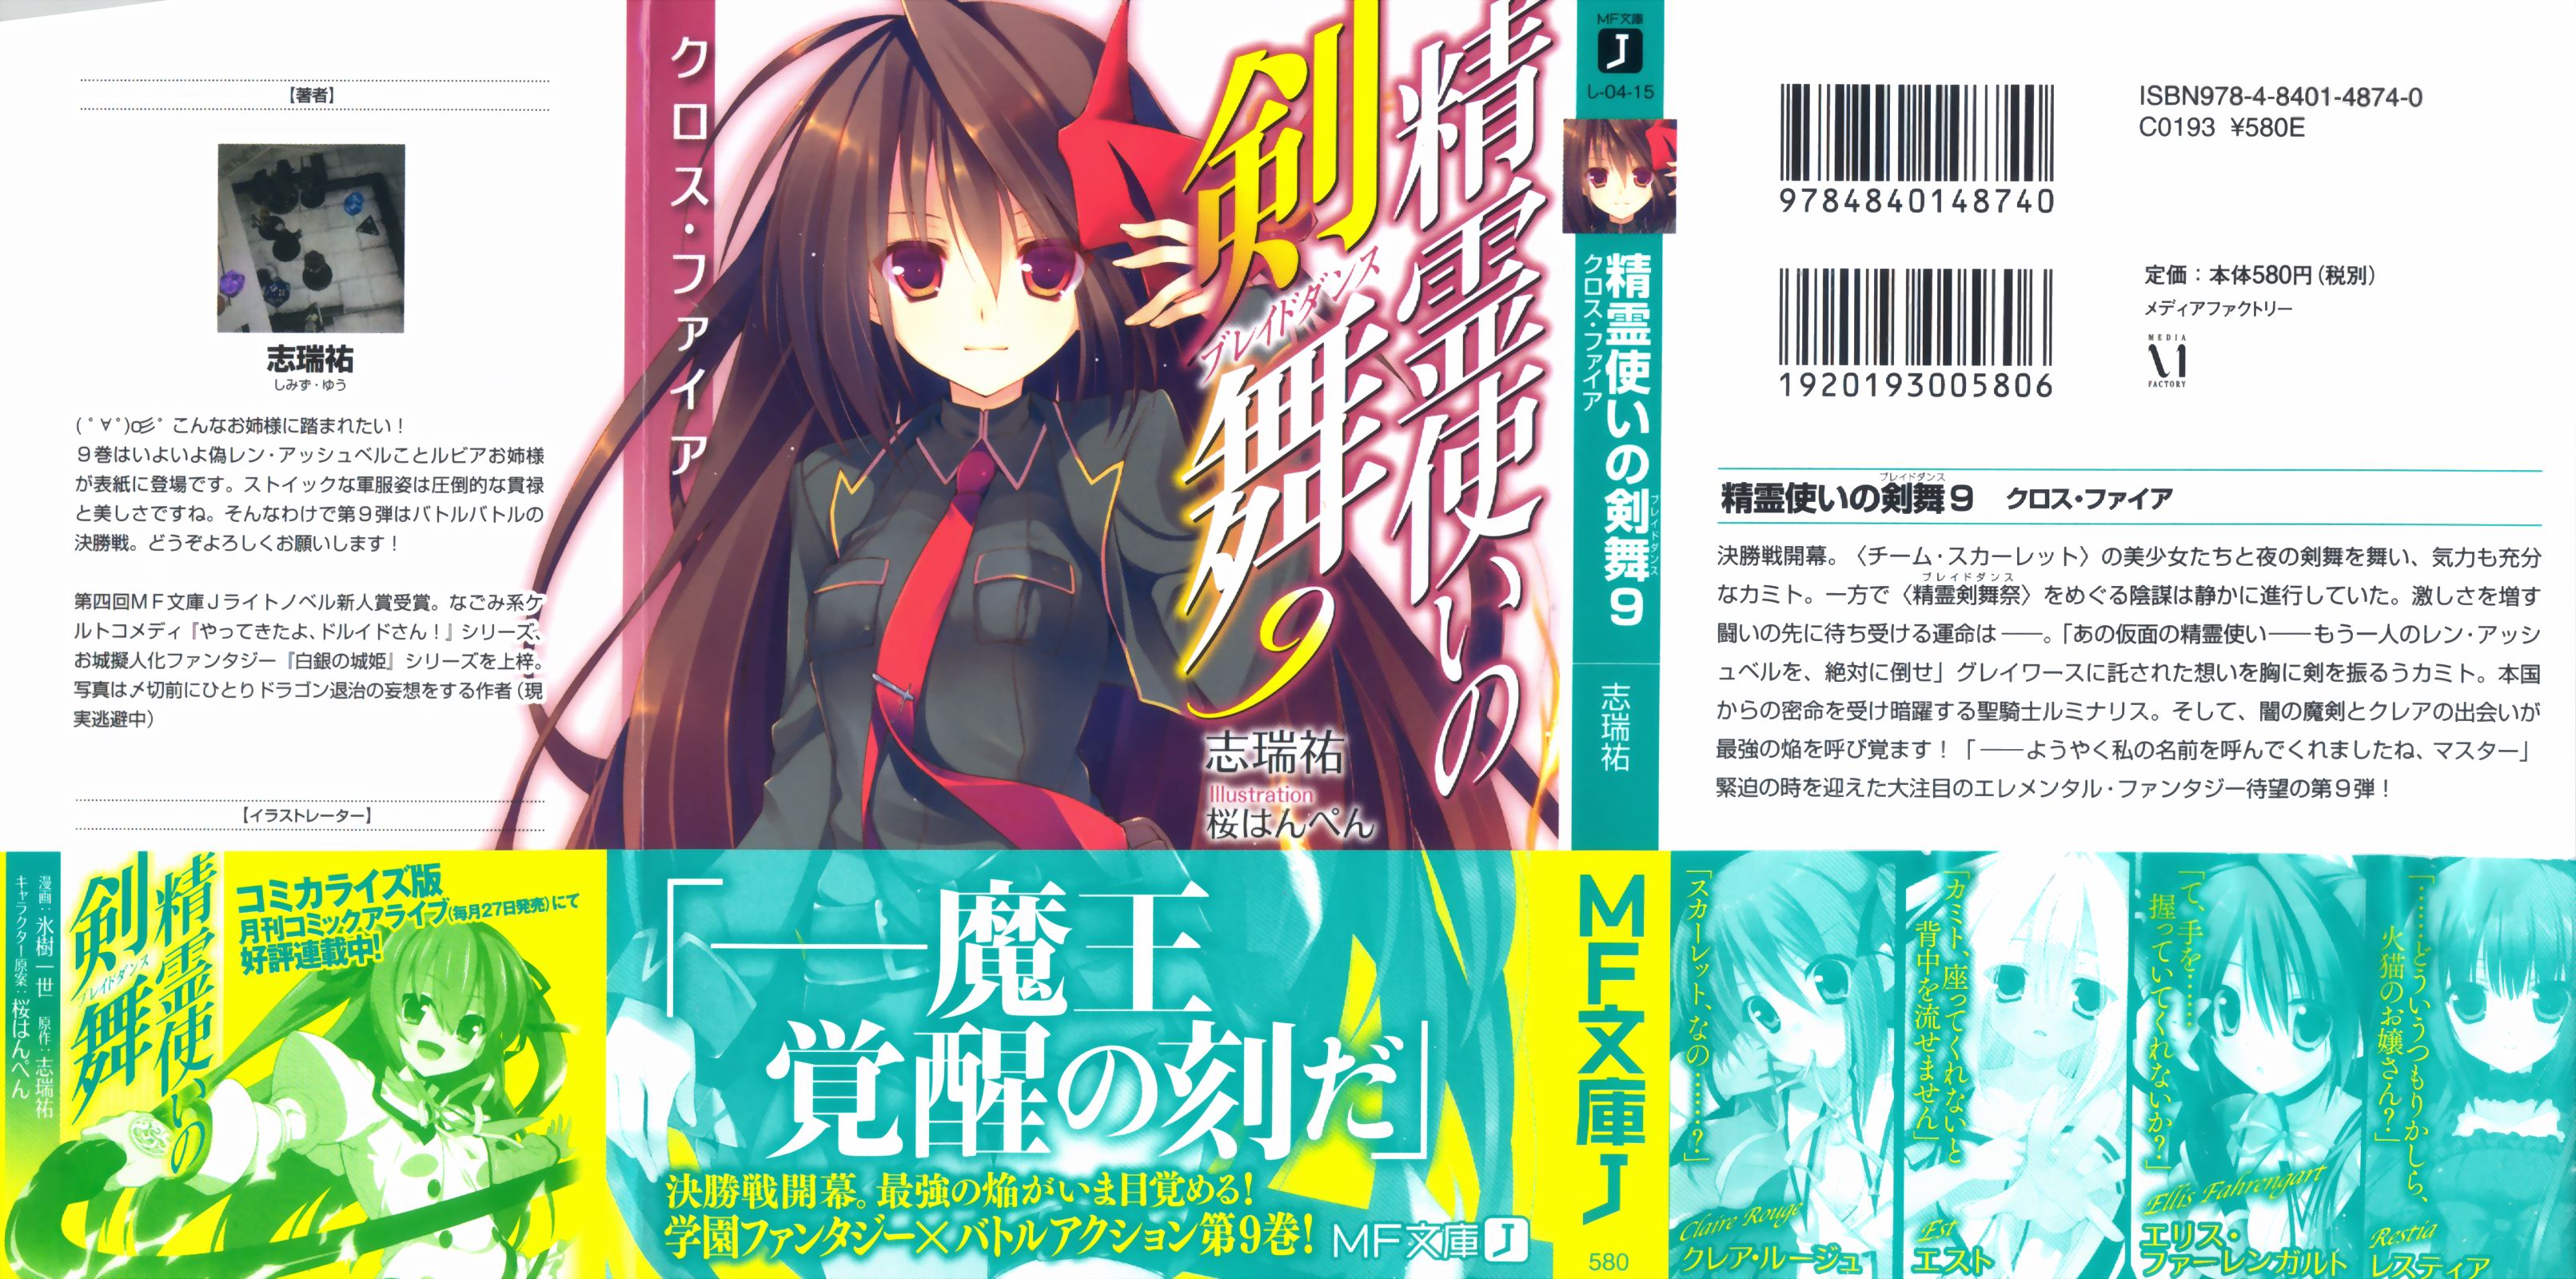 【著者】
志瑞祐
しみず・ゆう
こんなお姉様に踏まれたい！
９巻はいよいよ偽レン・アッシュベルことルビアお姉様
が表紙に登場です。ストイックな軍服姿は圧倒的な貫禄
と美しさですね。そんなわけで第９弾はバトルバトルの
決勝戦。どうぞよろしくお願いします！
第四回ＭＦ文庫Ｊライトノベル新人賞受賞。なごみ系ケ
ルトコメディ『やってきたよ、ドルイドさん！』シリーズ、
お城擬人化ファンタジー『白銀の城姫』シリーズを上梓。
写真は〆切前にひとりドラゴン退治の妄想をする作者（現
実逃避中）
【イラストレーター】
クロス・ファイア
精霊使いの
剣舞
ブレイドダンス
9
志瑞祐
Illustration
桜はんぺん
MF文庫
J
し-04-15
精霊使いの剣舞9
ブレイドダンス
クロス・ファイア
志瑞祐
9784840148740
1920193005806
ISBN978-4-8401-4874-0
C0193 ¥580E
定価：本体580円（税別）
メディアファクトリー
MEDIA
FACTORY
ブレイドダンス
精霊使いの剣舞9 クロス・ファイア
決勝戦開幕。〈チーム・スカーレット〉の美少女たちと夜の剣舞を舞い、気力も充分
ブレイドダンス
なカミト。一方で〈精霊剣舞祭〉をめぐる陰謀は静かに進行していた。激しさを増す
闘いの先に待ち受ける運命は――。「あの仮面の精霊使い――もう一人のレン・アッシ
ュベルを、絶対に倒せ」グレイワースに託された想いを胸に剣を振るうカミト。本国
からの密命を受け暗躍する聖騎士ルミナリス。そして、闇の魔剣とクレアの出会いが
最強の焔を呼び覚ます！「――ようやく私の名前を呼んでくれましたね、マスター」
緊迫の時を迎えた大注目のエレメンタル・ファンタジー待望の第９弾！
漫画：氷樹一世 原作：志瑞祐
キャラクター原案：桜はんぺん
精霊使いの
剣舞
ブレイドダンス
コミカライズ版
月刊コミックアライブ（毎月27日発売）にて
好評連載中！
「――魔王
覚醒の刻だ」
決勝戦開幕。最強の焔がいま目覚める！
学園ファンタジー×バトルアクション第９巻！
MF文庫J
MF文庫J
580
「スカーレット、なの……？」
Claire Rouge
クレア・ルージュ
「カミト、座ってくれないと
背中を流せません」
Est
エスト
「て、手を……
握っていてくれないか？」
Ellis Fahrengart
エリス・
ファーレンガルト
「……どういうつもりかしら、
火猫のお嬢さん？」
Restia
レスティア